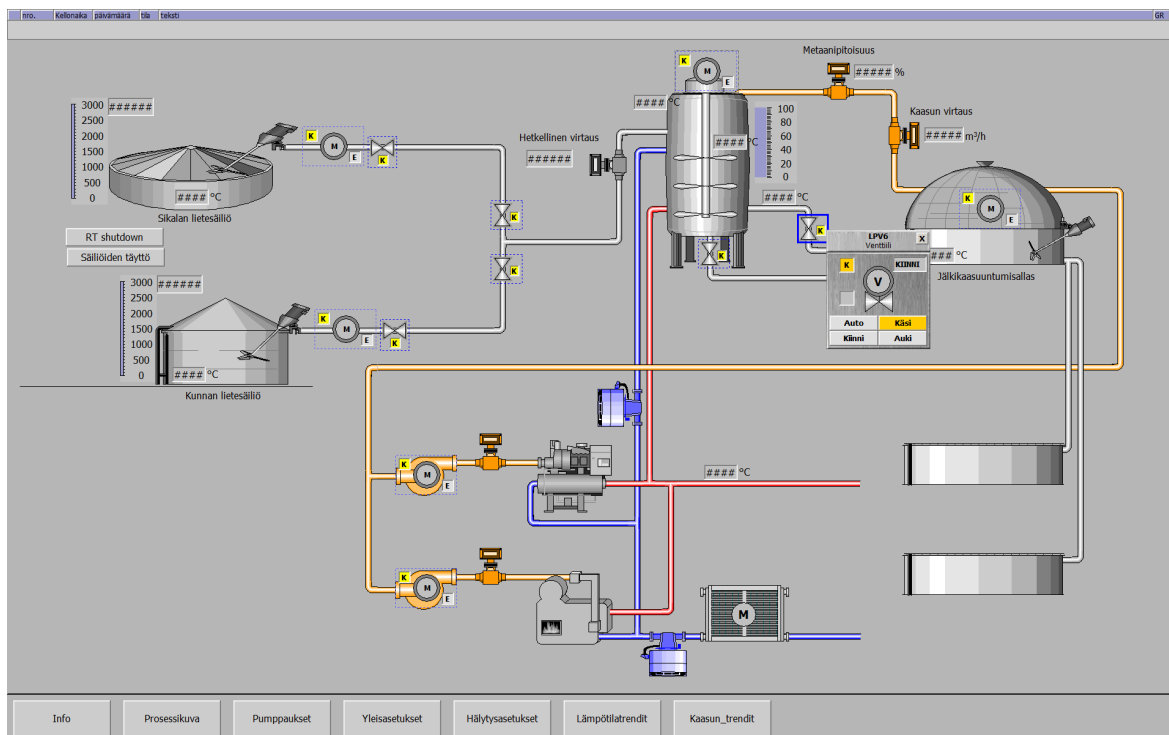 nro. Kellonaika päivämäärä tila teksti GR
Metaanipitoisuus
K
M
E
##### %
3000 ######
2500
2000
1500
1000
500
0
#### °C
100
80
60
40
20
0
Kaasun virtaus
##### m³/h
Hetkellinen virtaus
######
K
M
E
K
#### °C
#### °C
Sikalan lietesäiliö
K
#### °C
K
K
M
E
RT shutdown
Säiliöiden täyttö
K
K
LPV6 X
Venttiili
K
KIINNI
V
Auto Käsi
Kiinni Auki
### °C
Jälkikaasuuntumisallas
3000 ######
2500
2000
1500
1000
500
0
K
M
E
K
#### °C
Kunnan lietesäiliö
K
M
E
#### °C
K
M
E
M
Info Prosessikuva Pumppaukset Yleisasetukset Hälytysasetukset Lämpötilatrendit Kaasun_trendit